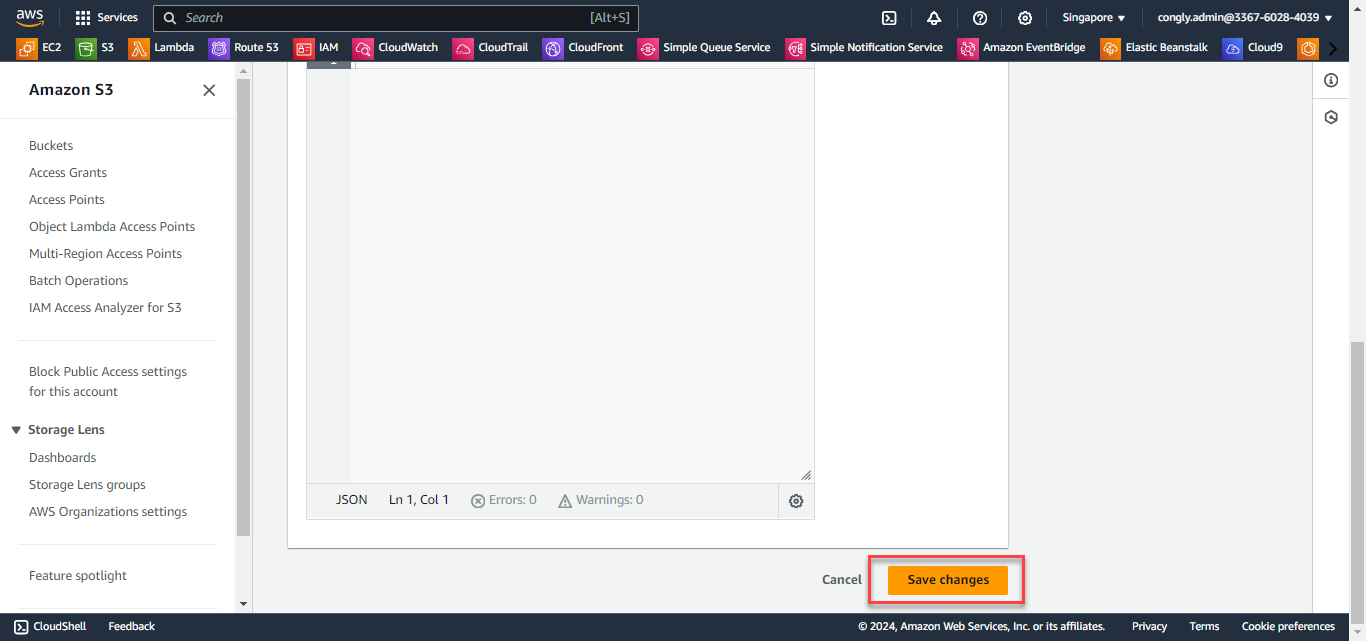 aws
Services
Search
[Alt+S]
Singapore ▼
congly.admin@3367-6028-4039 ▼
EC2
S3
Lambda
Route 53
IAM
CloudWatch
CloudTrail
CloudFront
Simple Queue Service
Simple Notification Service
Amazon EventBridge
Elastic Beanstalk
Cloud9
Amazon S3
Buckets
Access Grants
Access Points
Object Lambda Access Points
Multi-Region Access Points
Batch Operations
IAM Access Analyzer for S3
Block Public Access settings
for this account
Storage Lens
Dashboards
Storage Lens groups
AWS Organizations settings
Feature spotlight
JSON
Ln 1, Col 1
Errors: 0
Warnings: 0
Cancel
Save changes
CloudShell
Feedback
© 2024, Amazon Web Services, Inc. or its affiliates.
Privacy
Terms
Cookie preferences